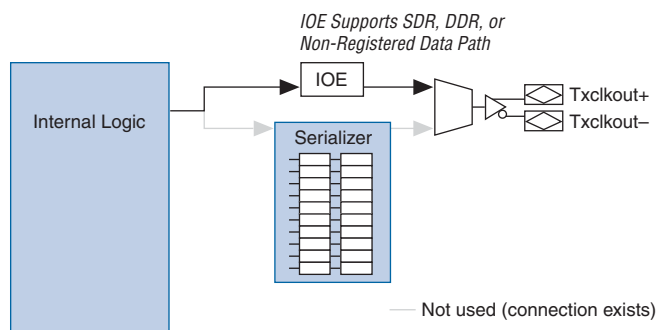 IOE Supports SDR, DDR, or
Non-Registered Data Path
IOE
Internal Logic
Txclkout+
Txclkout–
Serializer
Not used (connection exists)